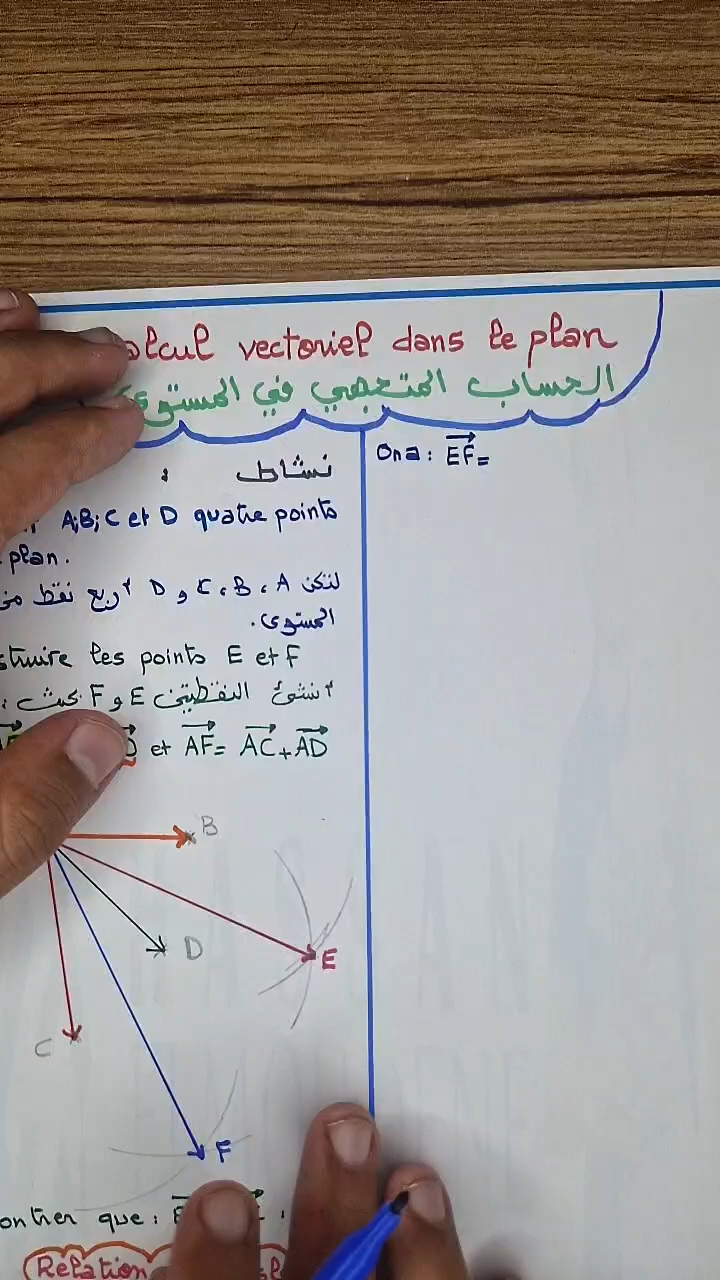 alcul vectoriel dans le plan
الحساب المتجهي في المستوى
نشاط :
A;B;C et D quatre points
plan.
لتكن A ، B ، C و D أربع نقط من
المستوى.
struire les points E et F
أنشئ النقطتين E و F بحيث :
et AF= AC+AD
B
D
E
C
F
ontrer que :
Relation
On a : EF=